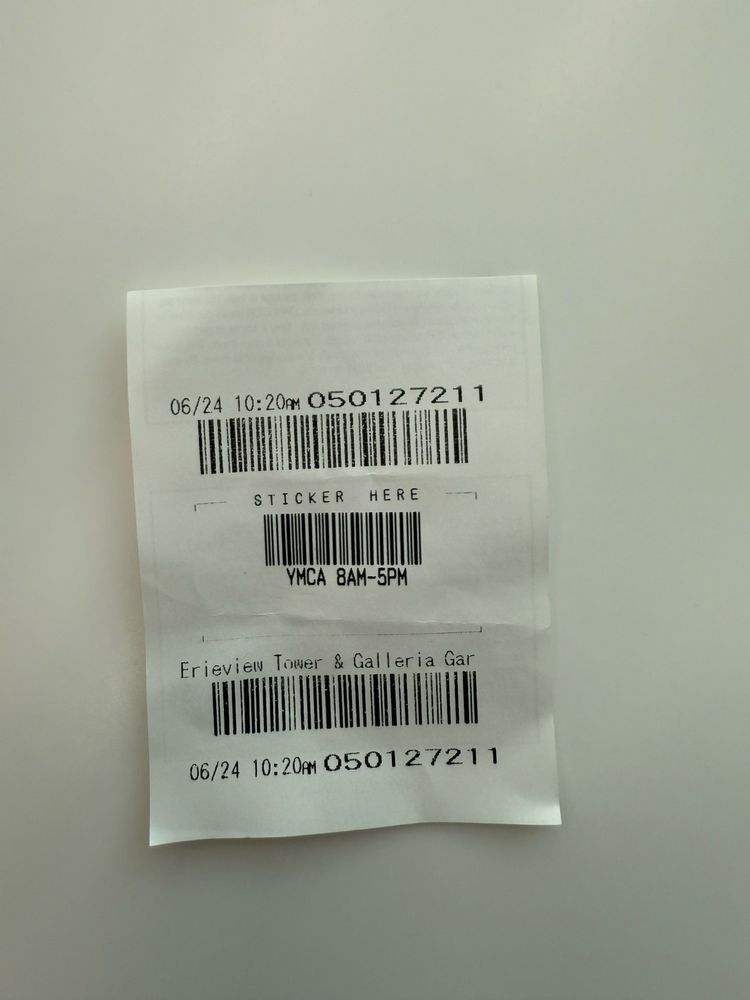 06/24 10:20AM 050127211
STICKER HERE
YMCA 8AM-5PM
Erieview Tower & Galleria Gar
06/24 10:20AM 050127211